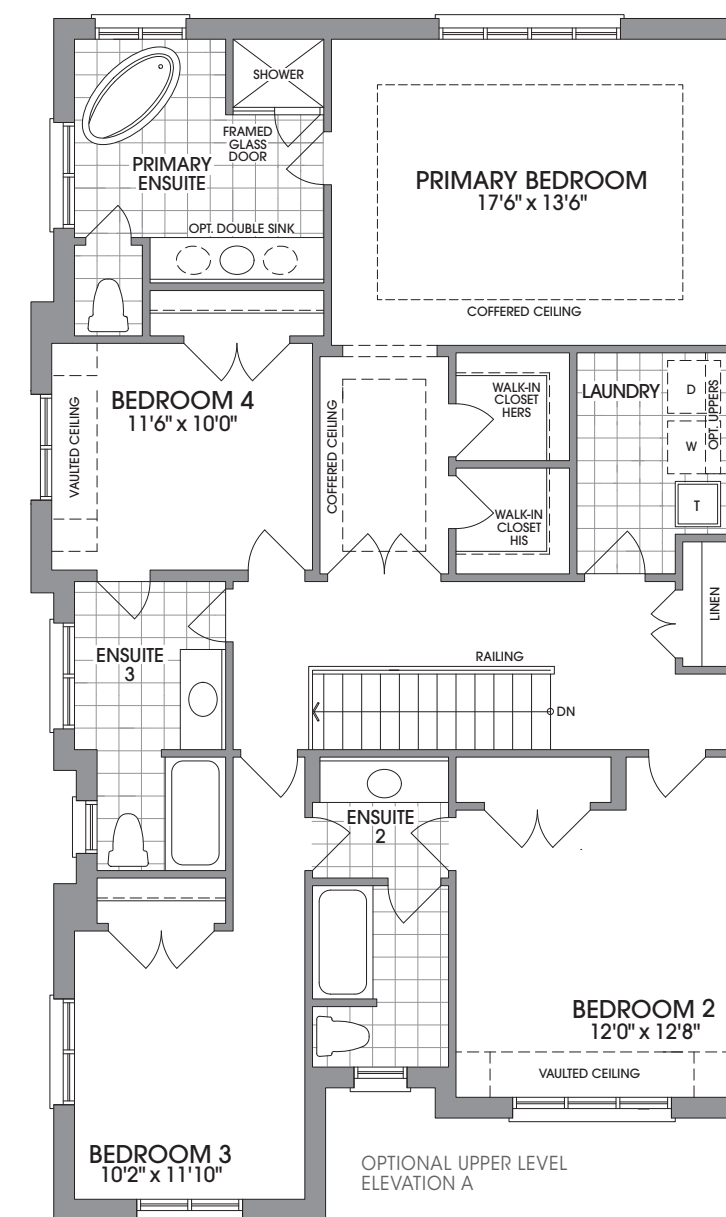 SHOWER
FRAMED
GLASS
DOOR
PRIMARY
ENSUITE
OPT. DOUBLE SINK
PRIMARY BEDROOM
17'6" x 13'6"
COFFERED CEILING
BEDROOM 4
11'6" x 10'0"
VAULTED CEILING
COFFERED CEILING
WALK-IN
CLOSET
HERS
WALK-IN
CLOSET
HIS
LAUNDRY
D
W
OPT. UPPERS
T
LINEN
ENSUITE
3
RAILING
DN
ENSUITE
2
BEDROOM 2
12'0" x 12'8"
VAULTED CEILING
BEDROOM 3
10'2" x 11'10"
OPTIONAL UPPER LEVEL
ELEVATION A